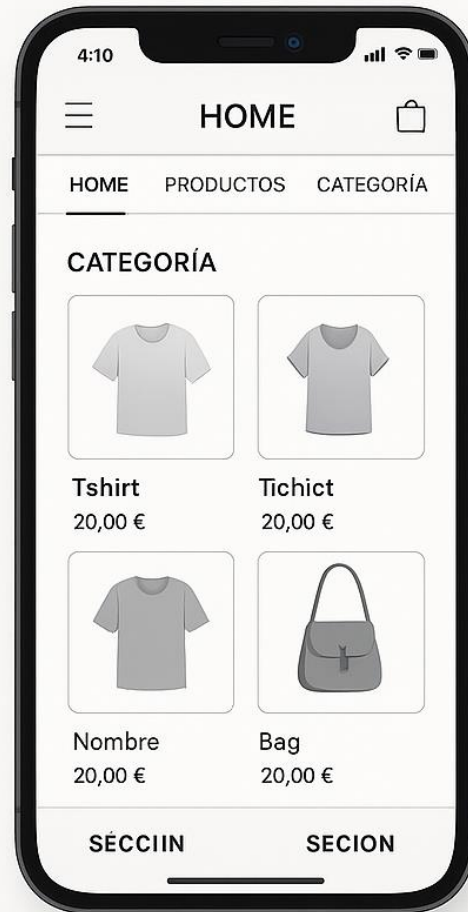 4:10
HOME
HOME PRODUCTOS CATEGORÍA
CATEGORÍA
Tshirt Tichict
20,00 € 20,00 €
Nombre Bag
20,00 € 20,00 €
SÉCCIIN SECION